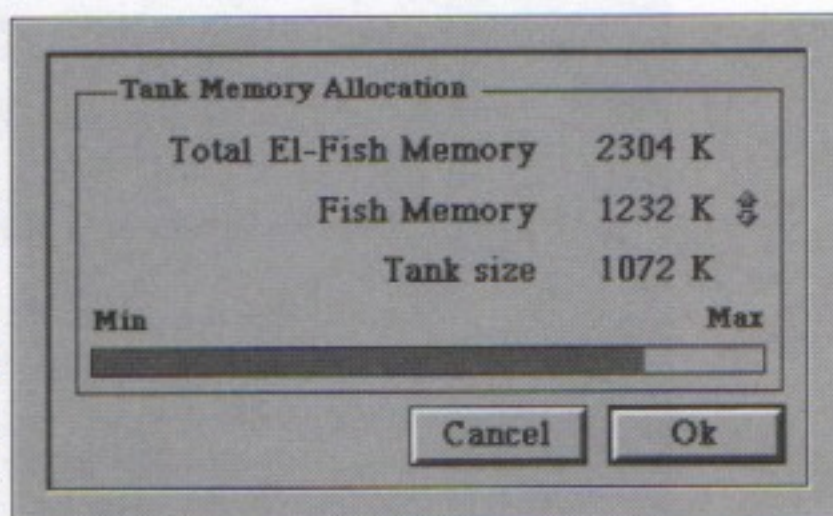 Tank Memory Allocation
Total El-Fish Memory 2304 K
Fish Memory 1232 K
Tank size 1072 K
Min Max
Cancel Ok